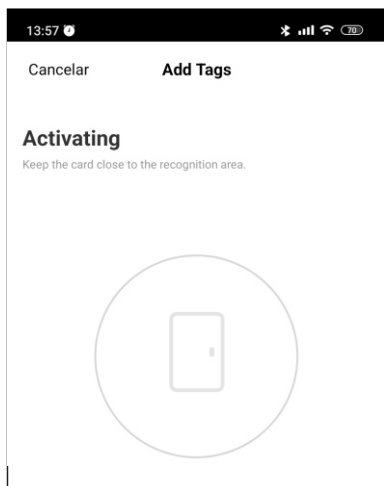 13:57
70
Cancelar
Add Tags
Activating
Keep the card close to the recognition area.